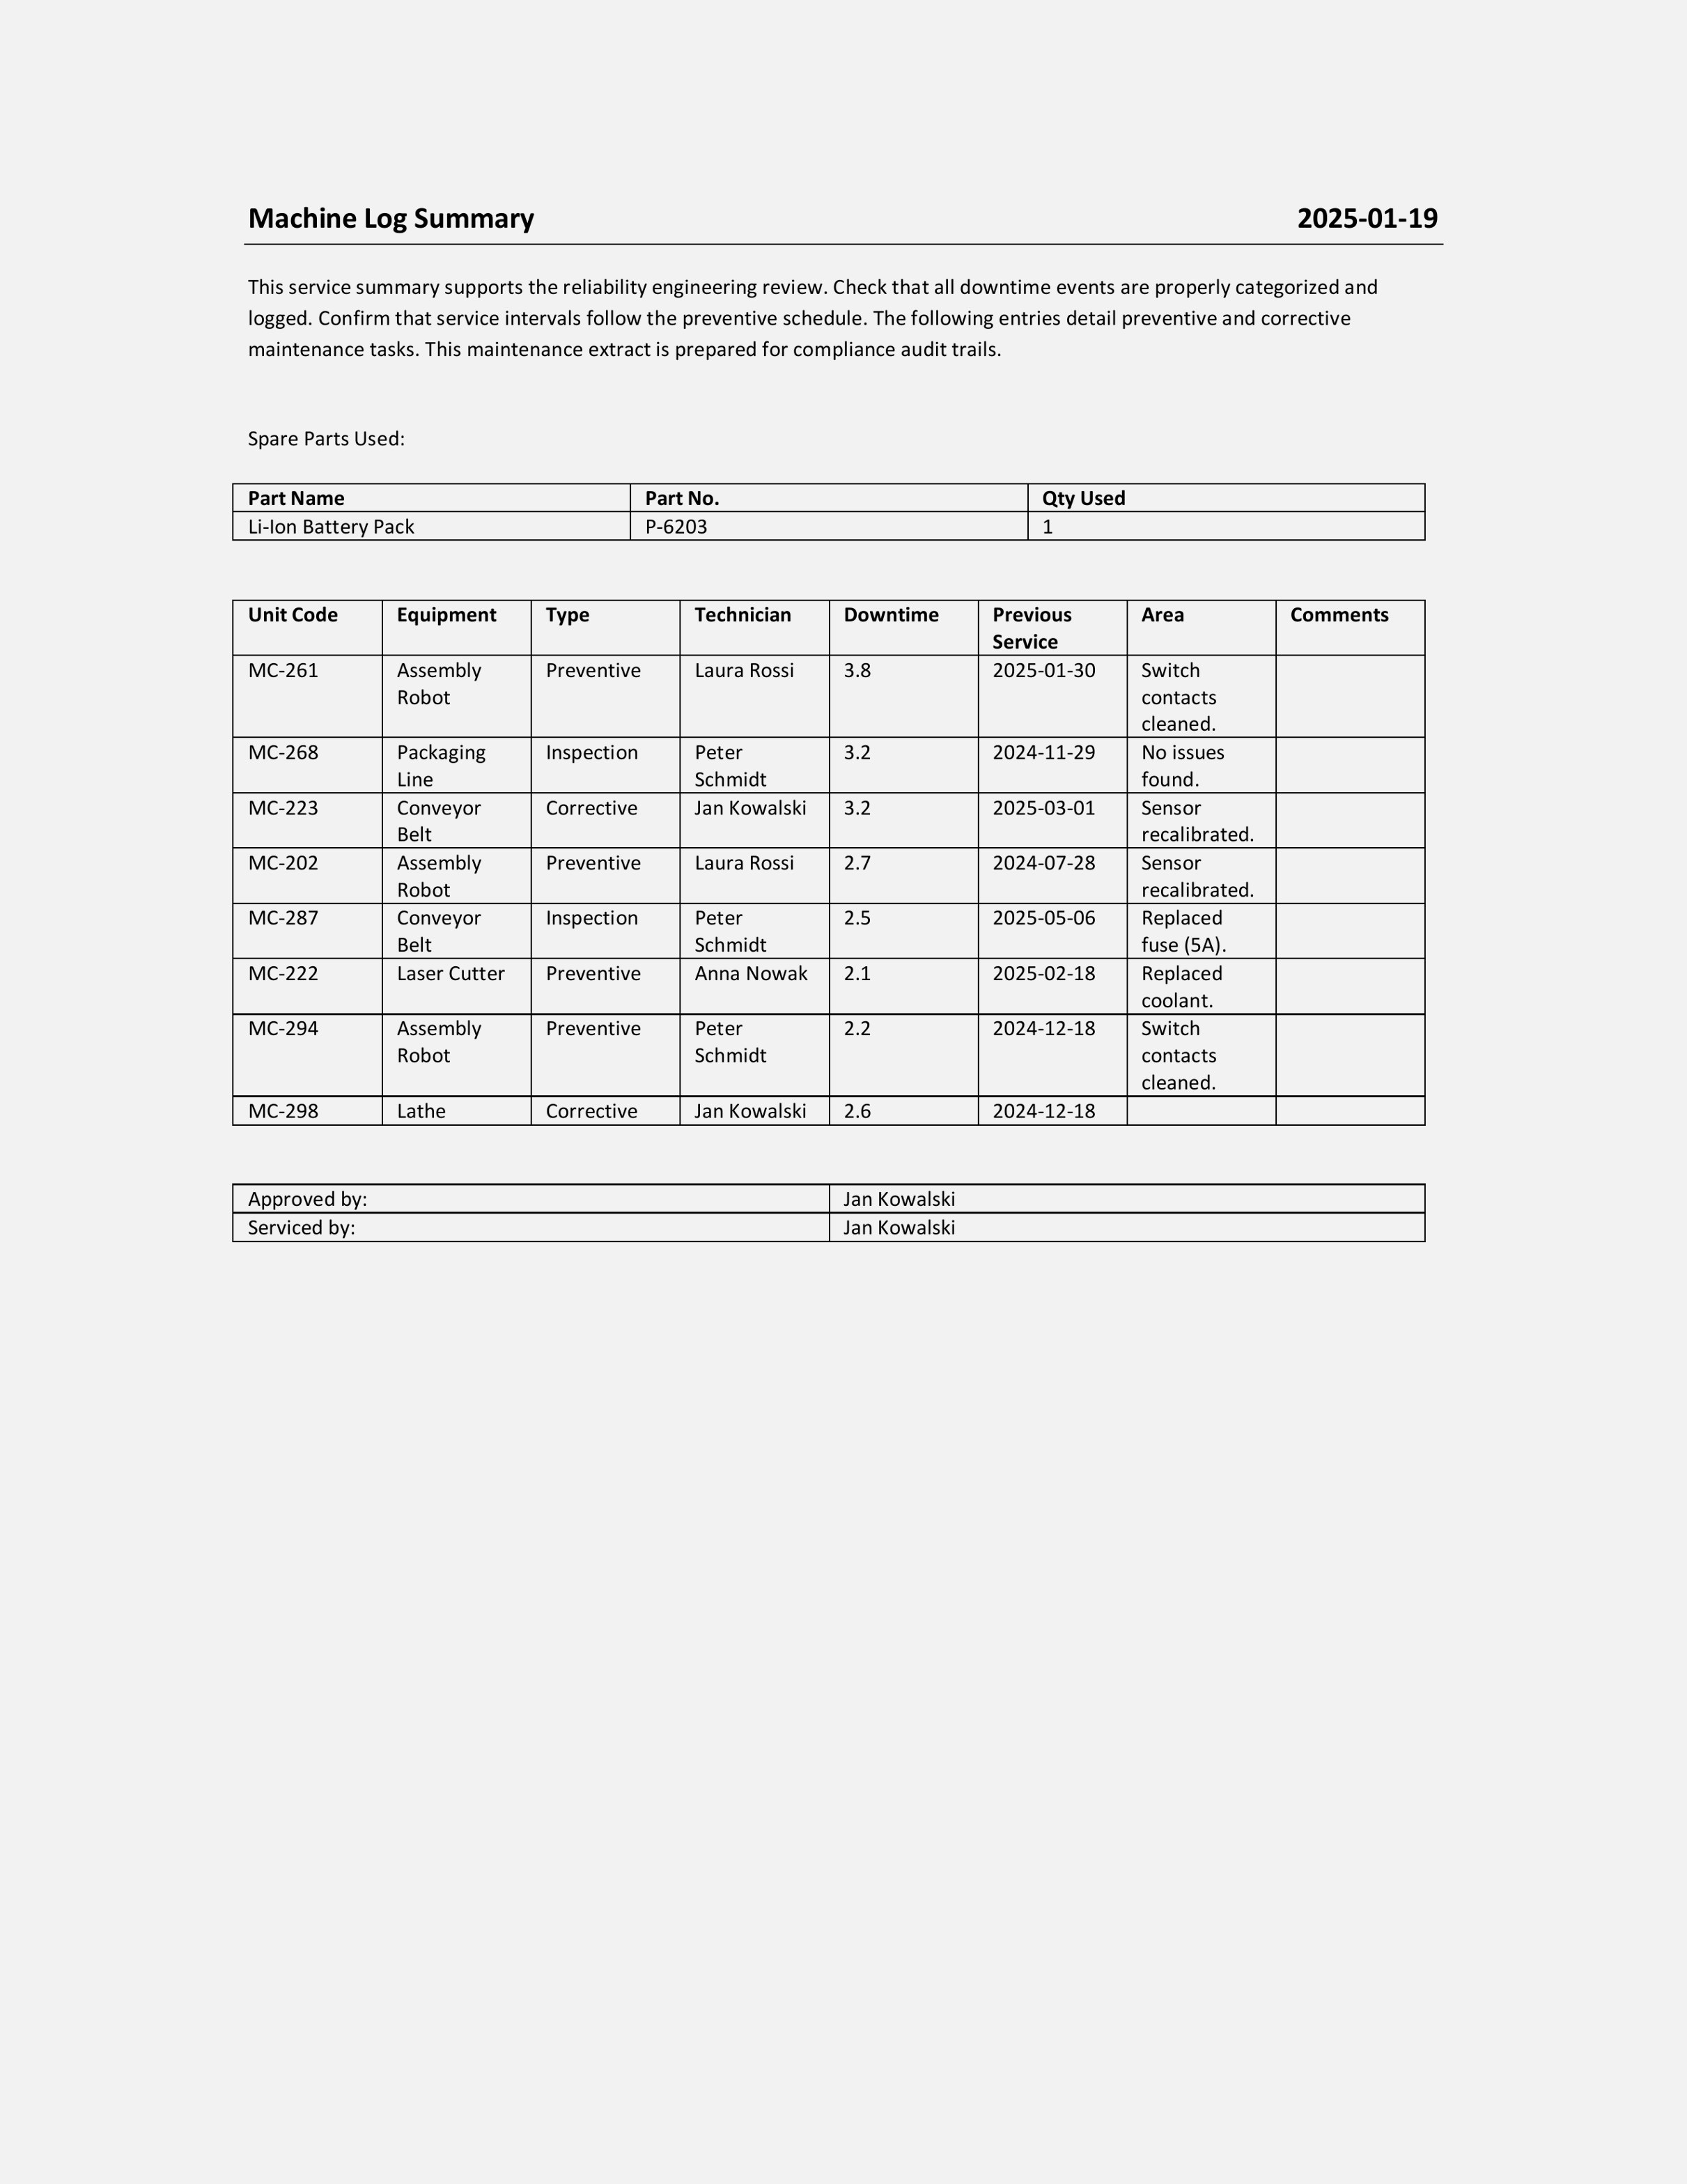 Machine Log Summary 2025-01-19
This service summary supports the reliability engineering review. Check that all downtime events are properly categorized and
logged. Confirm that service intervals follow the preventive schedule. The following entries detail preventive and corrective
maintenance tasks. This maintenance extract is prepared for compliance audit trails.
Spare Parts Used:
Part Name Part No. Qty Used
Li-Ion Battery Pack P-6203 1
Unit Code Equipment Type Technician Downtime Previous Service Area Comments
MC-261 Assembly Robot Preventive Laura Rossi 3.8 2025-01-30 Switch contacts cleaned.
MC-268 Packaging Line Inspection Peter Schmidt 3.2 2024-11-29 No issues found.
MC-223 Conveyor Belt Corrective Jan Kowalski 3.2 2025-03-01 Sensor recalibrated.
MC-202 Assembly Robot Preventive Laura Rossi 2.7 2024-07-28 Sensor recalibrated.
MC-287 Conveyor Belt Inspection Peter Schmidt 2.5 2025-05-06 Replaced fuse (5A).
MC-222 Laser Cutter Preventive Anna Nowak 2.1 2025-02-18 Replaced coolant.
MC-294 Assembly Robot Preventive Peter Schmidt 2.2 2024-12-18 Switch contacts cleaned.
MC-298 Lathe Corrective Jan Kowalski 2.6 2024-12-18
Approved by: Jan Kowalski
Serviced by: Jan Kowalski